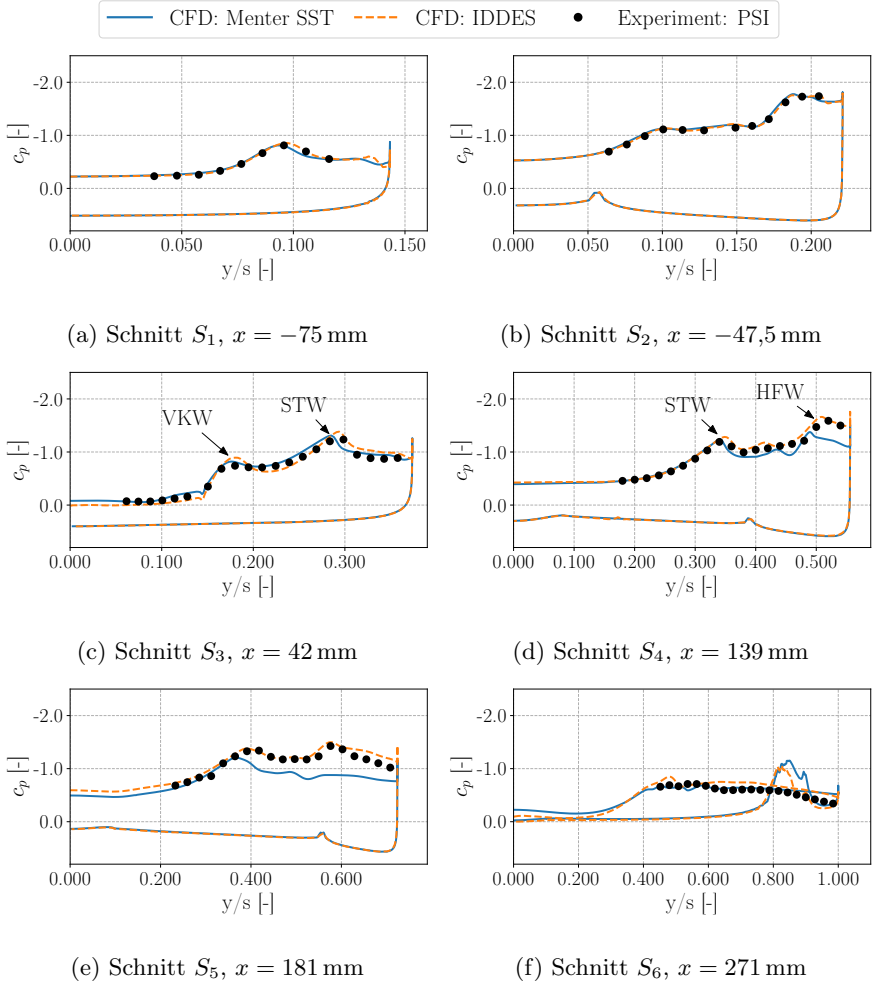 CFD: Menter SST CFD: IDDES Experiment: PSI
-2.0
-1.0
0.0
c_p [-]
0.000 0.050 0.100 0.150
y/s [-]
(a) Schnitt S_1, x = −75 mm
-2.0
-1.0
0.0
c_p [-]
0.000 0.050 0.100 0.150 0.200
y/s [-]
(b) Schnitt S_2, x = −47,5 mm
-2.0
-1.0
0.0
c_p [-]
VKW
STW
0.000 0.100 0.200 0.300
y/s [-]
(c) Schnitt S_3, x = 42 mm
-2.0
-1.0
0.0
c_p [-]
STW
HFW
0.000 0.100 0.200 0.300 0.400 0.500
y/s [-]
(d) Schnitt S_4, x = 139 mm
-2.0
-1.0
0.0
c_p [-]
0.000 0.200 0.400 0.600
y/s [-]
(e) Schnitt S_5, x = 181 mm
-2.0
-1.0
0.0
c_p [-]
0.000 0.200 0.400 0.600 0.800 1.000
y/s [-]
(f) Schnitt S_6, x = 271 mm